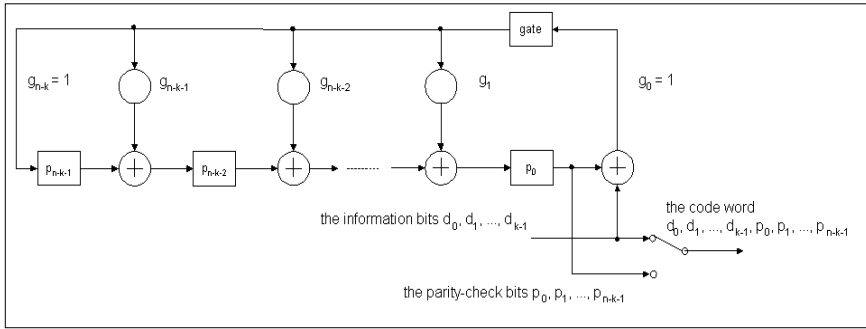 gate
g_{n-k} = 1
g_{n-k-1}
g_{n-k-2}
g_1
g_0 = 1
p_{n-k-1}
p_{n-k-2}
........
p_0
the information bits d_0, d_1, ..., d_{k-1}
the code word
d_0, d_1, ..., d_{k-1}, p_0, p_1, ..., p_{n-k-1}
the parity-check bits p_0, p_1, ..., p_{n-k-1}